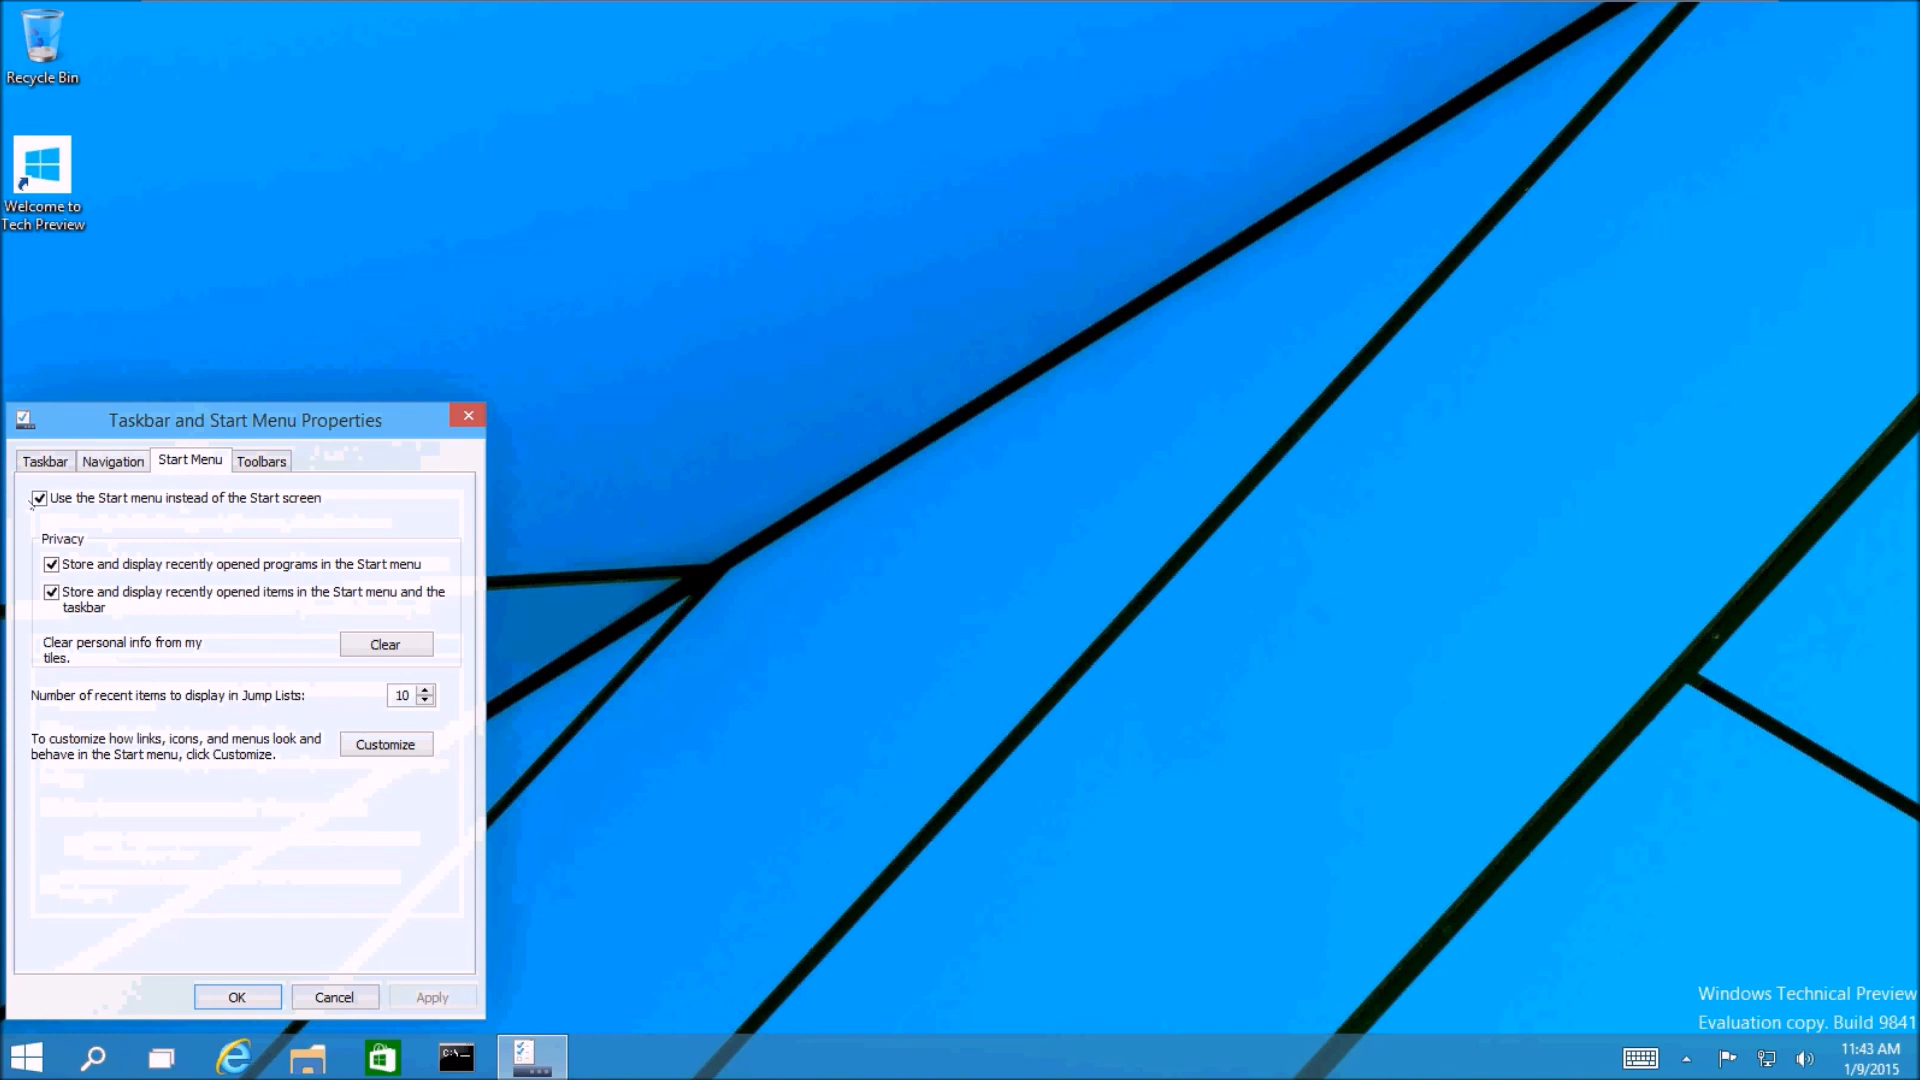 Recycle Bin
Welcome to
Tech Preview
Taskbar and Start Menu Properties
Taskbar
Navigation
Start Menu
Toolbars
Use the Start menu instead of the Start screen
Privacy
Store and display recently opened programs in the Start menu
Store and display recently opened items in the Start menu and the
taskbar
Clear personal info from my
tiles.
Clear
Number of recent items to display in Jump Lists:
10
To customize how links, icons, and menus look and
behave in the Start menu, click Customize.
Customize
OK
Cancel
Apply
Windows Technical Preview
Evaluation copy. Build 9841
C:\
11:43 AM
1/9/2015